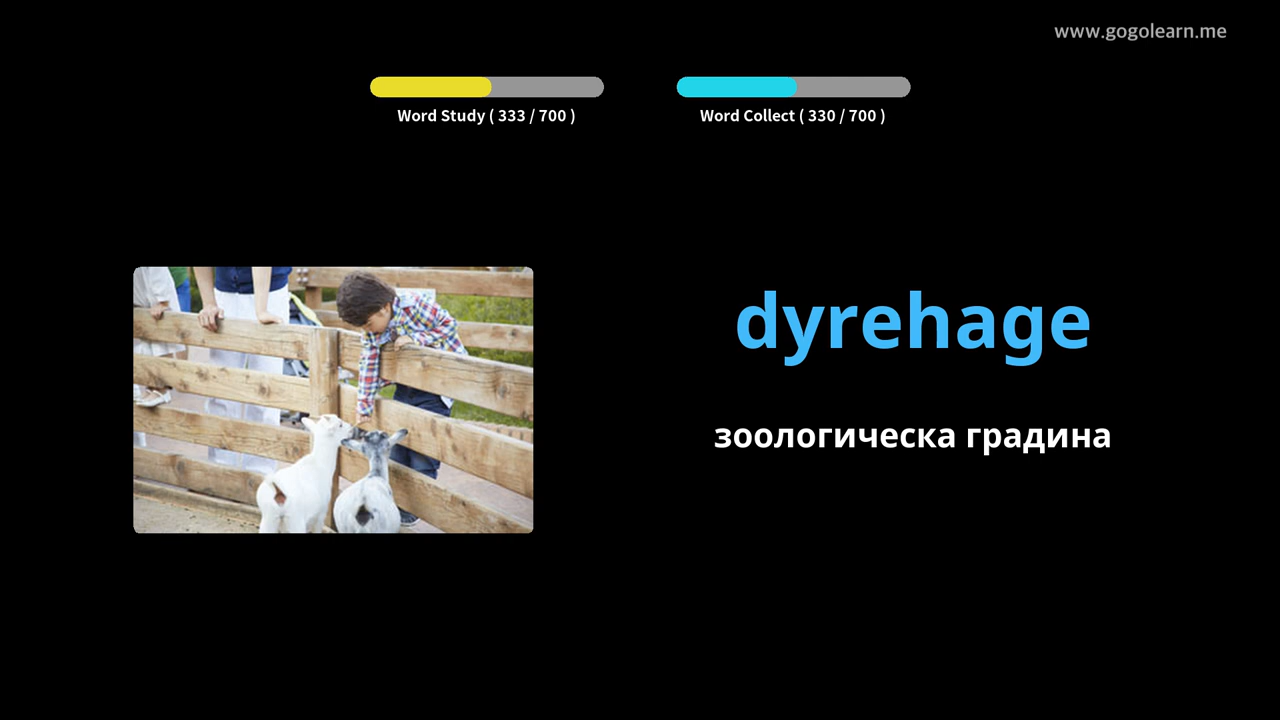 www.gogolearn.me
Word Study ( 333 / 700 )
Word Collect ( 330 / 700 )
dyrehage
зоологическа градина